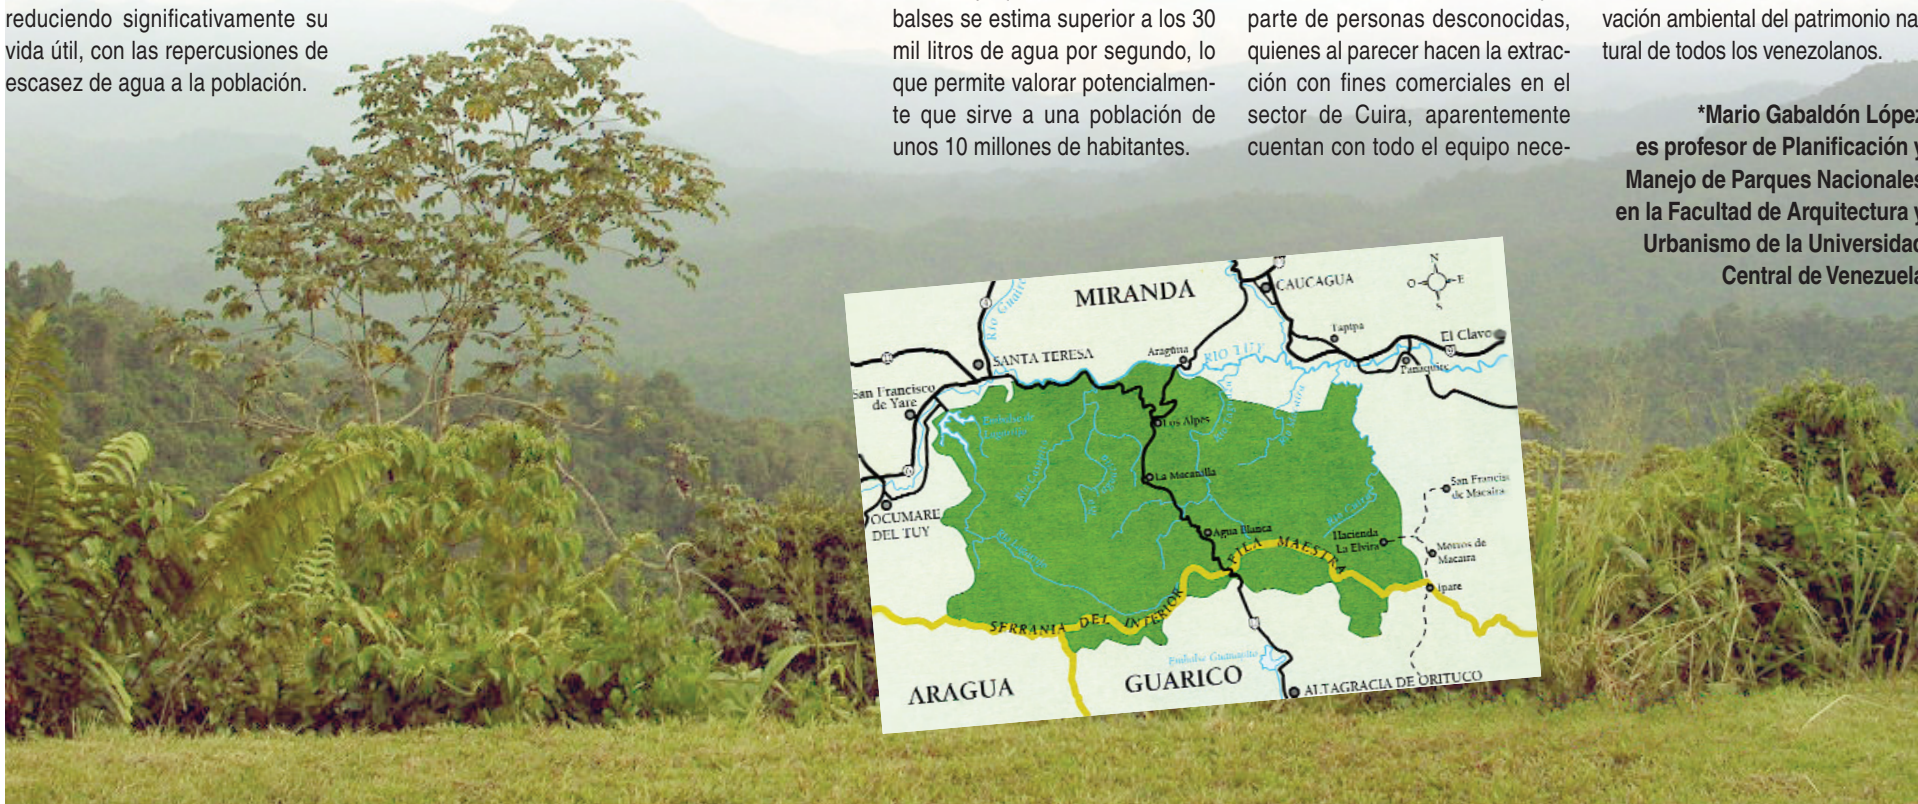 reduciendo significativamente su
vida útil, con las repercusiones de
escasez de agua a la población.
balses se estima superior a los 30
mil litros de agua por segundo, lo
que permite valorar potencialmen-
te que sirve a una población de
unos 10 millones de habitantes.
parte de personas desconocidas,
quienes al parecer hacen la extrac-
ción con fines comerciales en el
sector de Cuira, aparentemente
cuentan con todo el equipo nece-
vación ambiental del patrimonio na
tural de todos los venezolanos.
*Mario Gabaldón López
es profesor de Planificación y
Manejo de Parques Nacionales
en la Facultad de Arquitectura y
Urbanismo de la Universidad
Central de Venezuela
MIRANDA
CAUCAGUA
N
O
E
S
Tapipa
El Clavo
Panaquire
Aragüita
RIO TUY
SANTA TERESA
San Francisco
de Yare
Los Alpes
La Macanilla
OCUMARE
DEL TUY
Agua Blanca
Hacienda
La Elvira
San Francis
de Macaira
Morros de
Macaira
Ipare
FILA MAESTRA
SERRANIA DEL INTERIOR
ARAGUA
GUARICO
ALTAGRACIA DE ORITUCO